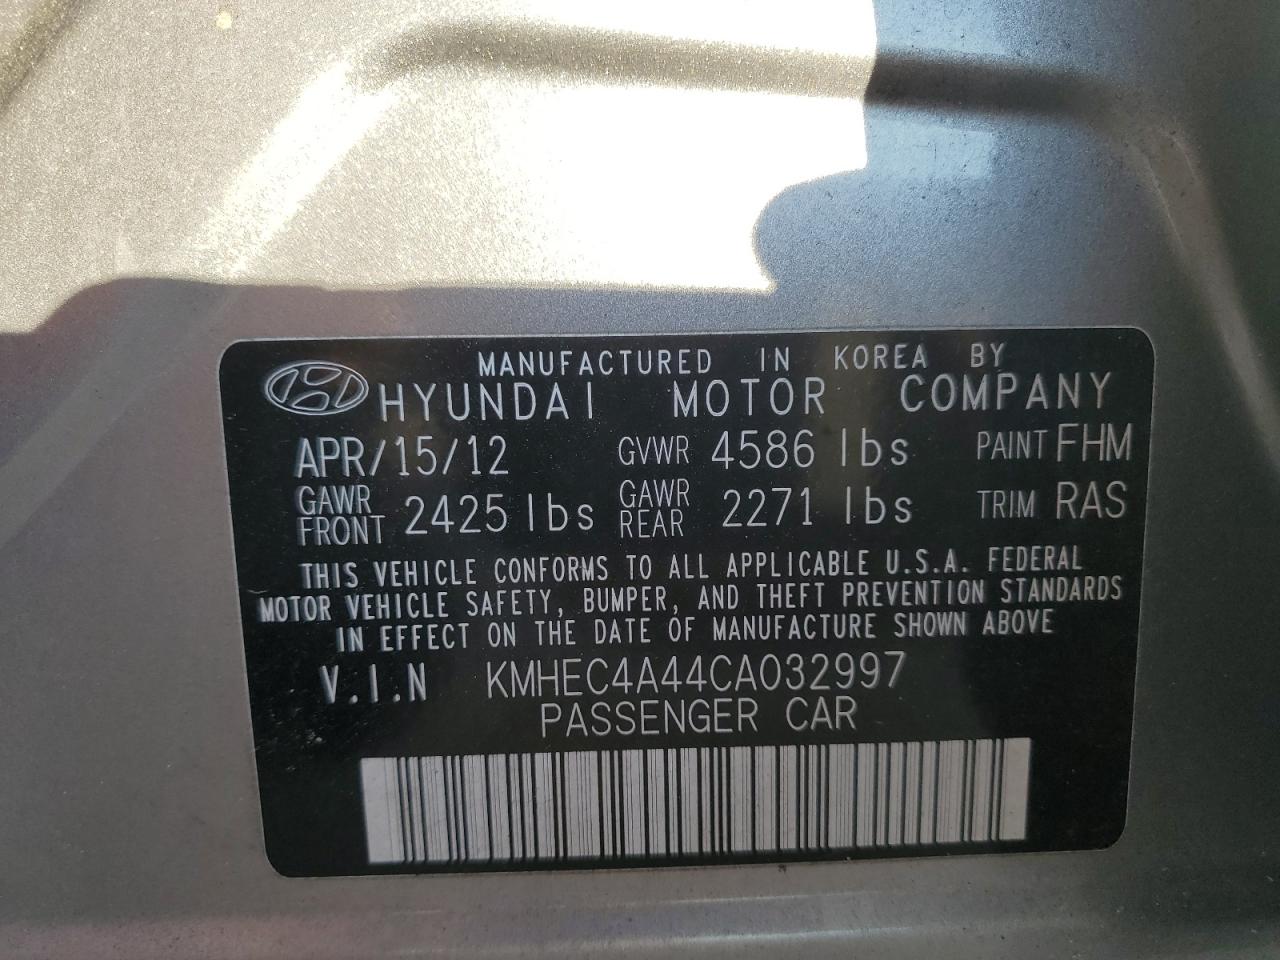 MANUFACTURED IN KOREA BY
HYUNDAI MOTOR COMPANY
APR/15/12 GVWR 4586 lbs PAINT FHM
GAWR FRONT 2425 lbs GAWR REAR 2271 lbs TRIM RAS
THIS VEHICLE CONFORMS TO ALL APPLICABLE U.S.A. FEDERAL
MOTOR VEHICLE SAFETY, BUMPER, AND THEFT PREVENTION STANDARDS
IN EFFECT ON THE DATE OF MANUFACTURE SHOWN ABOVE
V.I.N KMHEC4A44CA032997
PASSENGER CAR